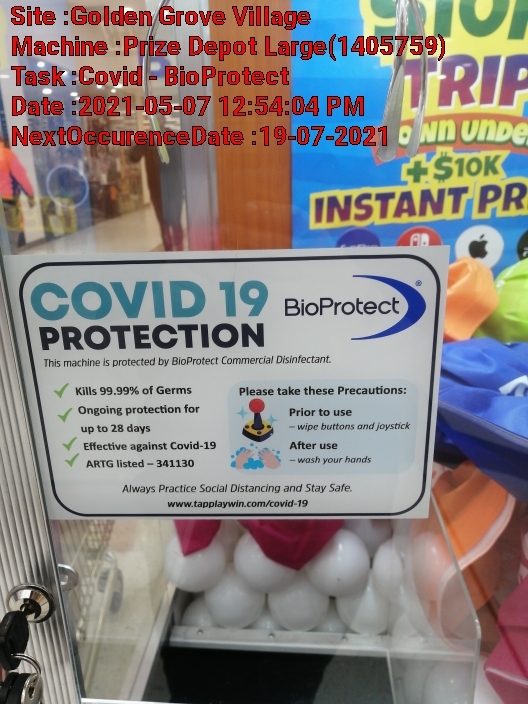 Site :Golden Grove Village
Machine :Prize Depot Large(1405759)
Task :Covid - BioProtect
Date :2021-05-07 12:54:04 PM
NextOccurenceDate :19-07-2021
TRIP
DOWN UNDER
+$10K
INSTANT PR
COVID 19
PROTECTION
BioProtect®
This machine is protected by BioProtect Commercial Disinfectant.
Kills 99.99% of Germs
Ongoing protection for
up to 28 days
Effective against Covid-19
ARTG listed – 341130
Please take these Precautions:
Prior to use
– wipe buttons and joystick
After use
– wash your hands
Always Practice Social Distancing and Stay Safe.
www.tapplaywin.com/covid-19